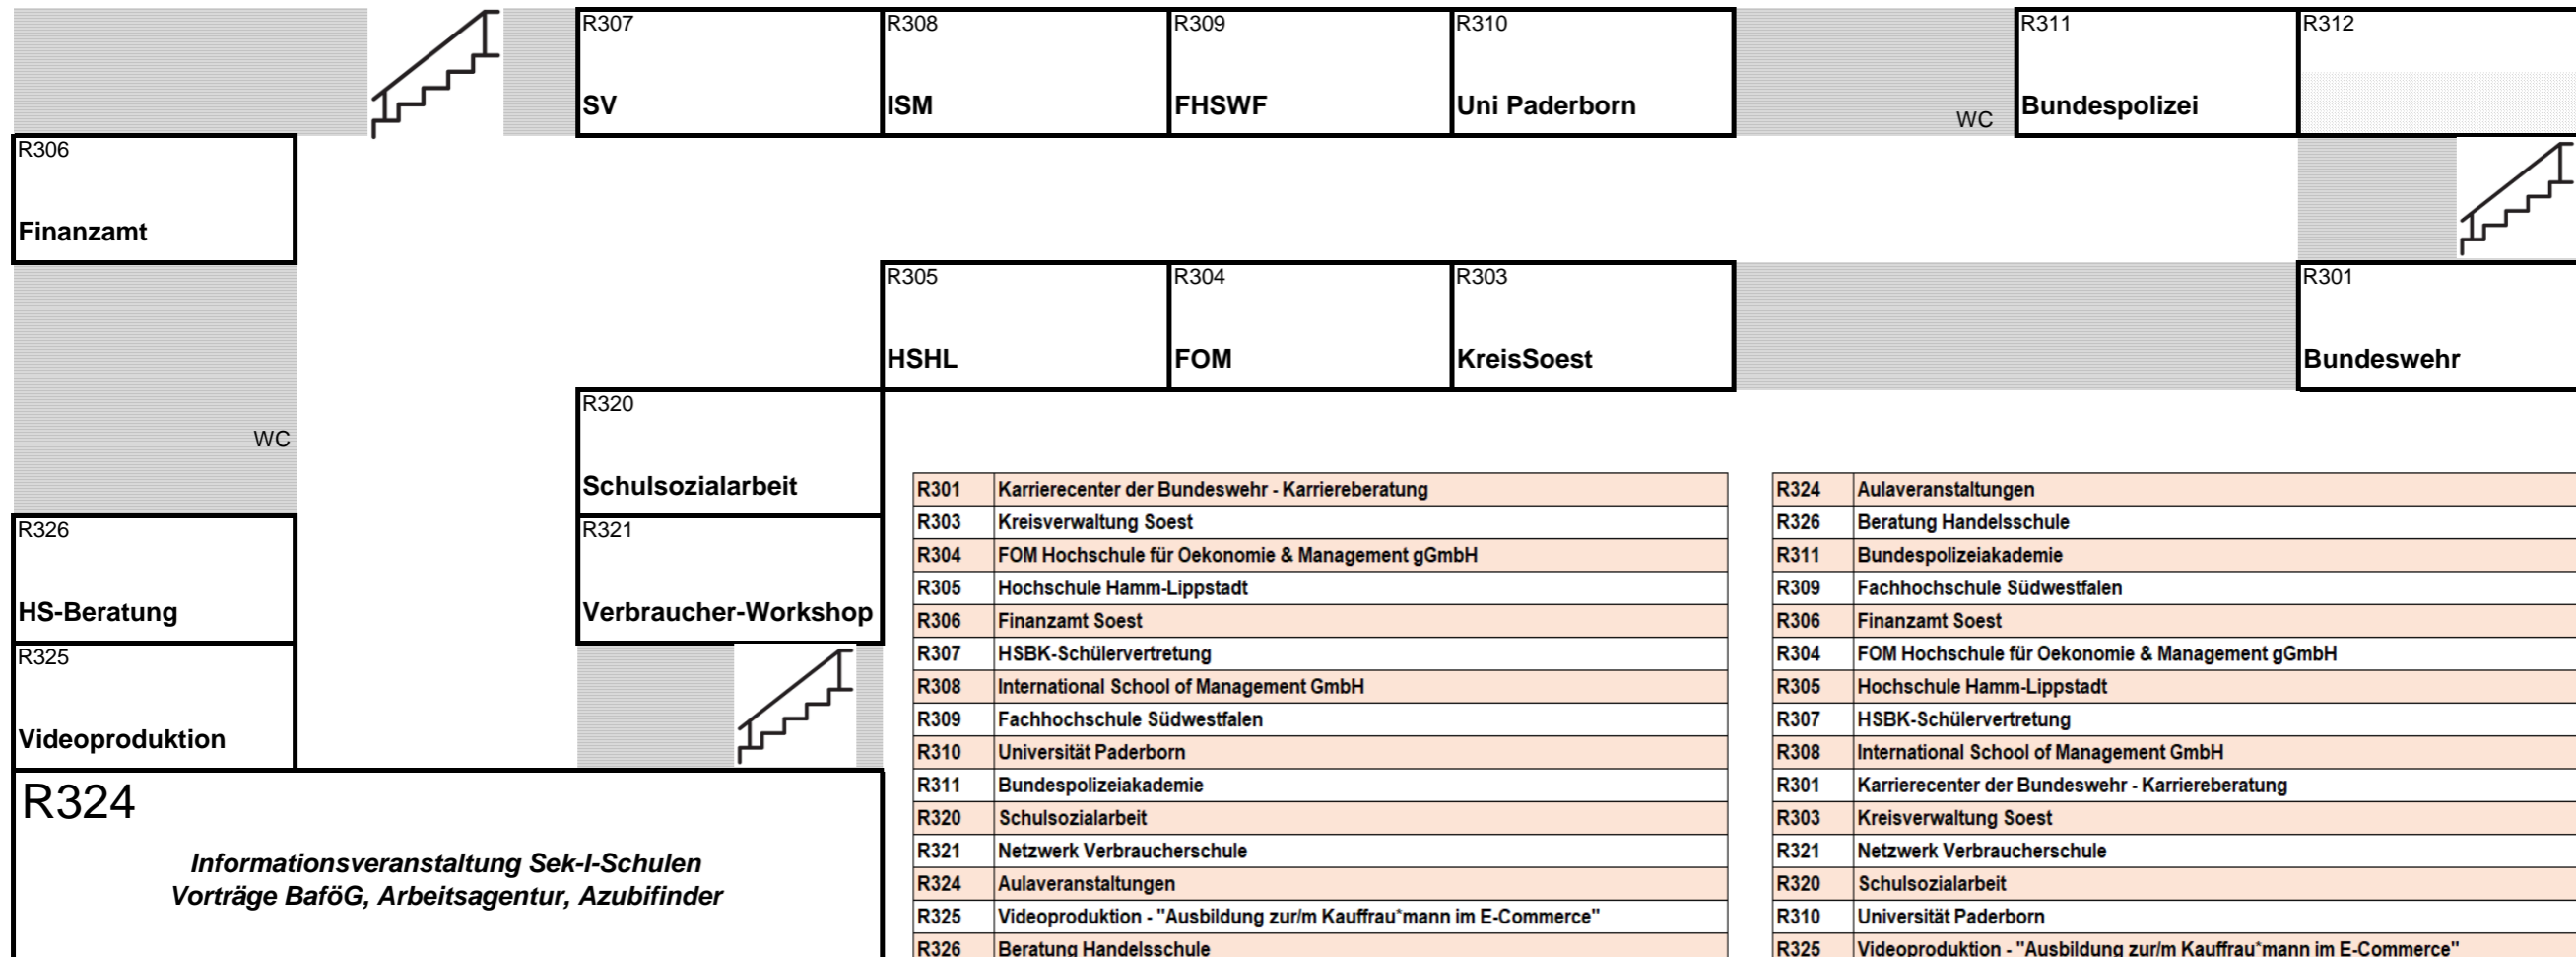 R307
R308
R309
R310
R311
R312
SV
ISM
FHSWF
Uni Paderborn
WC
Bundespolizei
R306
Finanzamt
R305
R304
R303
R301
HSHL
FOM
KreisSoest
Bundeswehr
R320
WC
Schulsozialarbeit
R326
R321
HS-Beratung
Verbraucher-Workshop
R325
Videoproduktion
R324
Informationsveranstaltung Sek-I-Schulen
Vorträge BaföG, Arbeitsagentur, Azubifinder
R301 Karrierecenter der Bundeswehr - Karriereberatung
R303 Kreisverwaltung Soest
R304 FOM Hochschule für Oekonomie & Management gGmbH
R305 Hochschule Hamm-Lippstadt
R306 Finanzamt Soest
R307 HSBK-Schülervertretung
R308 International School of Management GmbH
R309 Fachhochschule Südwestfalen
R310 Universität Paderborn
R311 Bundespolizeiakademie
R320 Schulsozialarbeit
R321 Netzwerk Verbraucherschule
R324 Aulaveranstaltungen
R325 Videoproduktion - "Ausbildung zur/m Kauffrau*mann im E-Commerce"
R326 Beratung Handelsschule
R324 Aulaveranstaltungen
R326 Beratung Handelsschule
R311 Bundespolizeiakademie
R309 Fachhochschule Südwestfalen
R306 Finanzamt Soest
R304 FOM Hochschule für Oekonomie & Management gGmbH
R305 Hochschule Hamm-Lippstadt
R307 HSBK-Schülervertretung
R308 International School of Management GmbH
R301 Karrierecenter der Bundeswehr - Karriereberatung
R303 Kreisverwaltung Soest
R321 Netzwerk Verbraucherschule
R320 Schulsozialarbeit
R310 Universität Paderborn
R325 Videoproduktion - "Ausbildung zur/m Kauffrau*mann im E-Commerce"